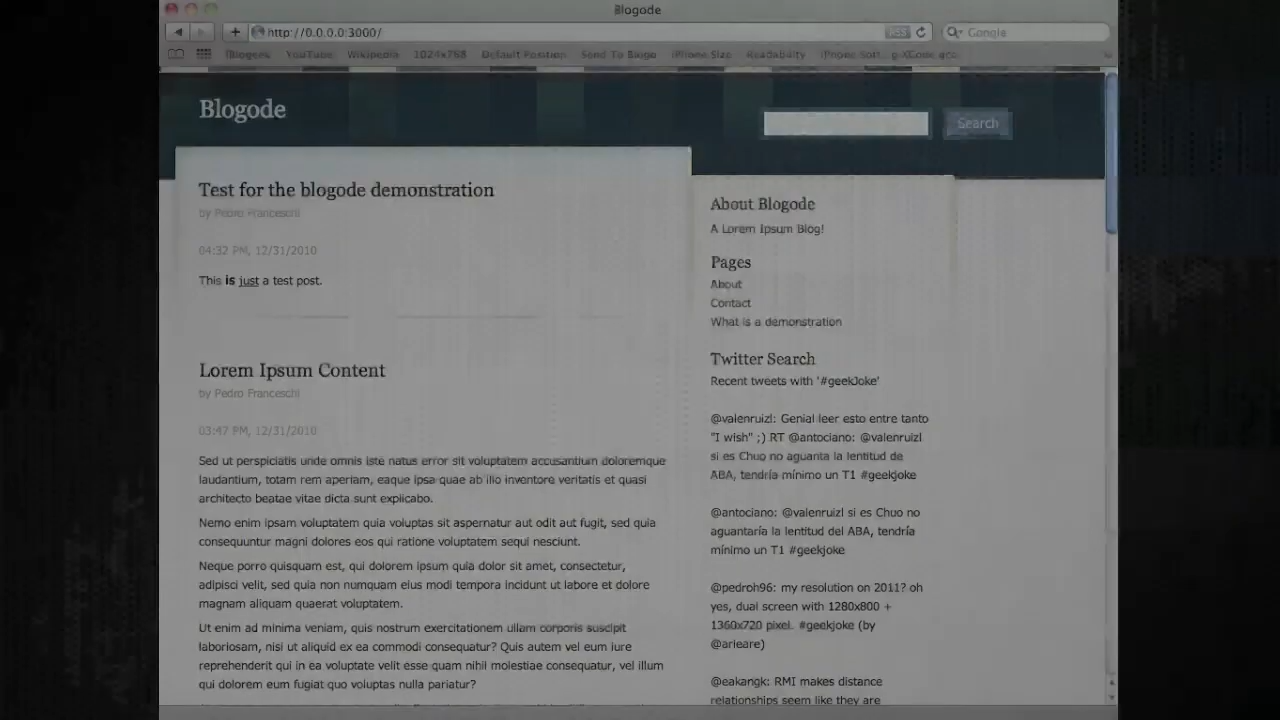 Blogode
http://0.0.0.0:3000/
RSS
Google
iBlogees YouTube Wikipedia 1024x768 Default Position Send To Blogo iPhone Size Readability iPhone Soft...
Blogode
Search
Test for the blogode demonstration
by Pedro Franceschi
04:32 PM, 12/31/2010
This is just a test post.
Lorem Ipsum Content
by Pedro Franceschi
03:47 PM, 12/31/2010
Sed ut perspiciatis unde omnis iste natus error sit voluptatem accusantium doloremque
laudantium, totam rem aperiam, eaque ipsa quae ab illo inventore veritatis et quasi
architecto beatae vitae dicta sunt explicabo.
Nemo enim ipsam voluptatem quia voluptas sit aspernatur aut odit aut fugit, sed quia
consequuntur magni dolores eos qui ratione voluptatem sequi nesciunt.
Neque porro quisquam est, qui dolorem ipsum quia dolor sit amet, consectetur,
adipisci velit, sed quia non numquam eius modi tempora incidunt ut labore et dolore
magnam aliquam quaerat voluptatem.
Ut enim ad minima veniam, quis nostrum exercitationem ullam corporis suscipit
laboriosam, nisi ut aliquid ex ea commodi consequatur? Quis autem vel eum iure
reprehenderit qui in ea voluptate velit esse quam nihil molestiae consequatur, vel illum
qui dolorem eum fugiat quo voluptas nulla pariatur?
About Blogode
A Lorem Ipsum Blog!
Pages
About
Contact
What is a demonstration
Twitter Search
Recent tweets with '#geekJoke'
@valenruizl: Genial leer esto entre tanto
"I wish" ;) RT @antociano: @valenruizl
si es Chuo no aguanta la lentitud de
ABA, tendría mínimo un T1 #geekjoke
@antociano: @valenruizl si es Chuo no
aguantaría la lentitud del ABA, tendría
mínimo un T1 #geekjoke
@pedroh96: my resolution on 2011? oh
yes, dual screen with 1280x800 +
1360x720 pixel. #geekjoke (by
@arieare)
@eakangk: RMI makes distance
relationships seem like they are